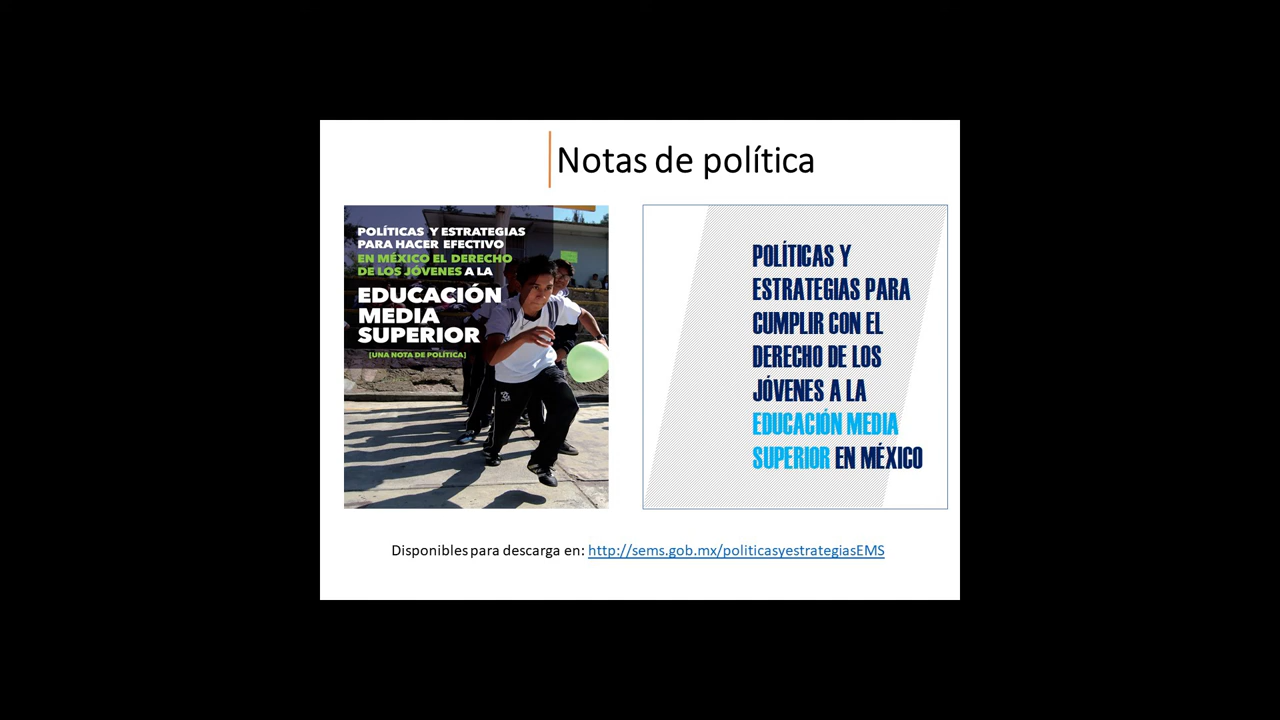 Notas de política
POLÍTICAS Y ESTRATEGIAS
PARA HACER EFECTIVO
EN MÉXICO EL DERECHO
DE LOS JÓVENES A LA
EDUCACIÓN
MEDIA
SUPERIOR
[UNA NOTA DE POLÍTICA]
POLÍTICAS Y
ESTRATEGIAS PARA
CUMPLIR CON EL
DERECHO DE LOS
JÓVENES A LA
EDUCACIÓN MEDIA
SUPERIOR EN MÉXICO
Disponibles para descarga en: http://sems.gob.mx/politicasyestrategiasEMS